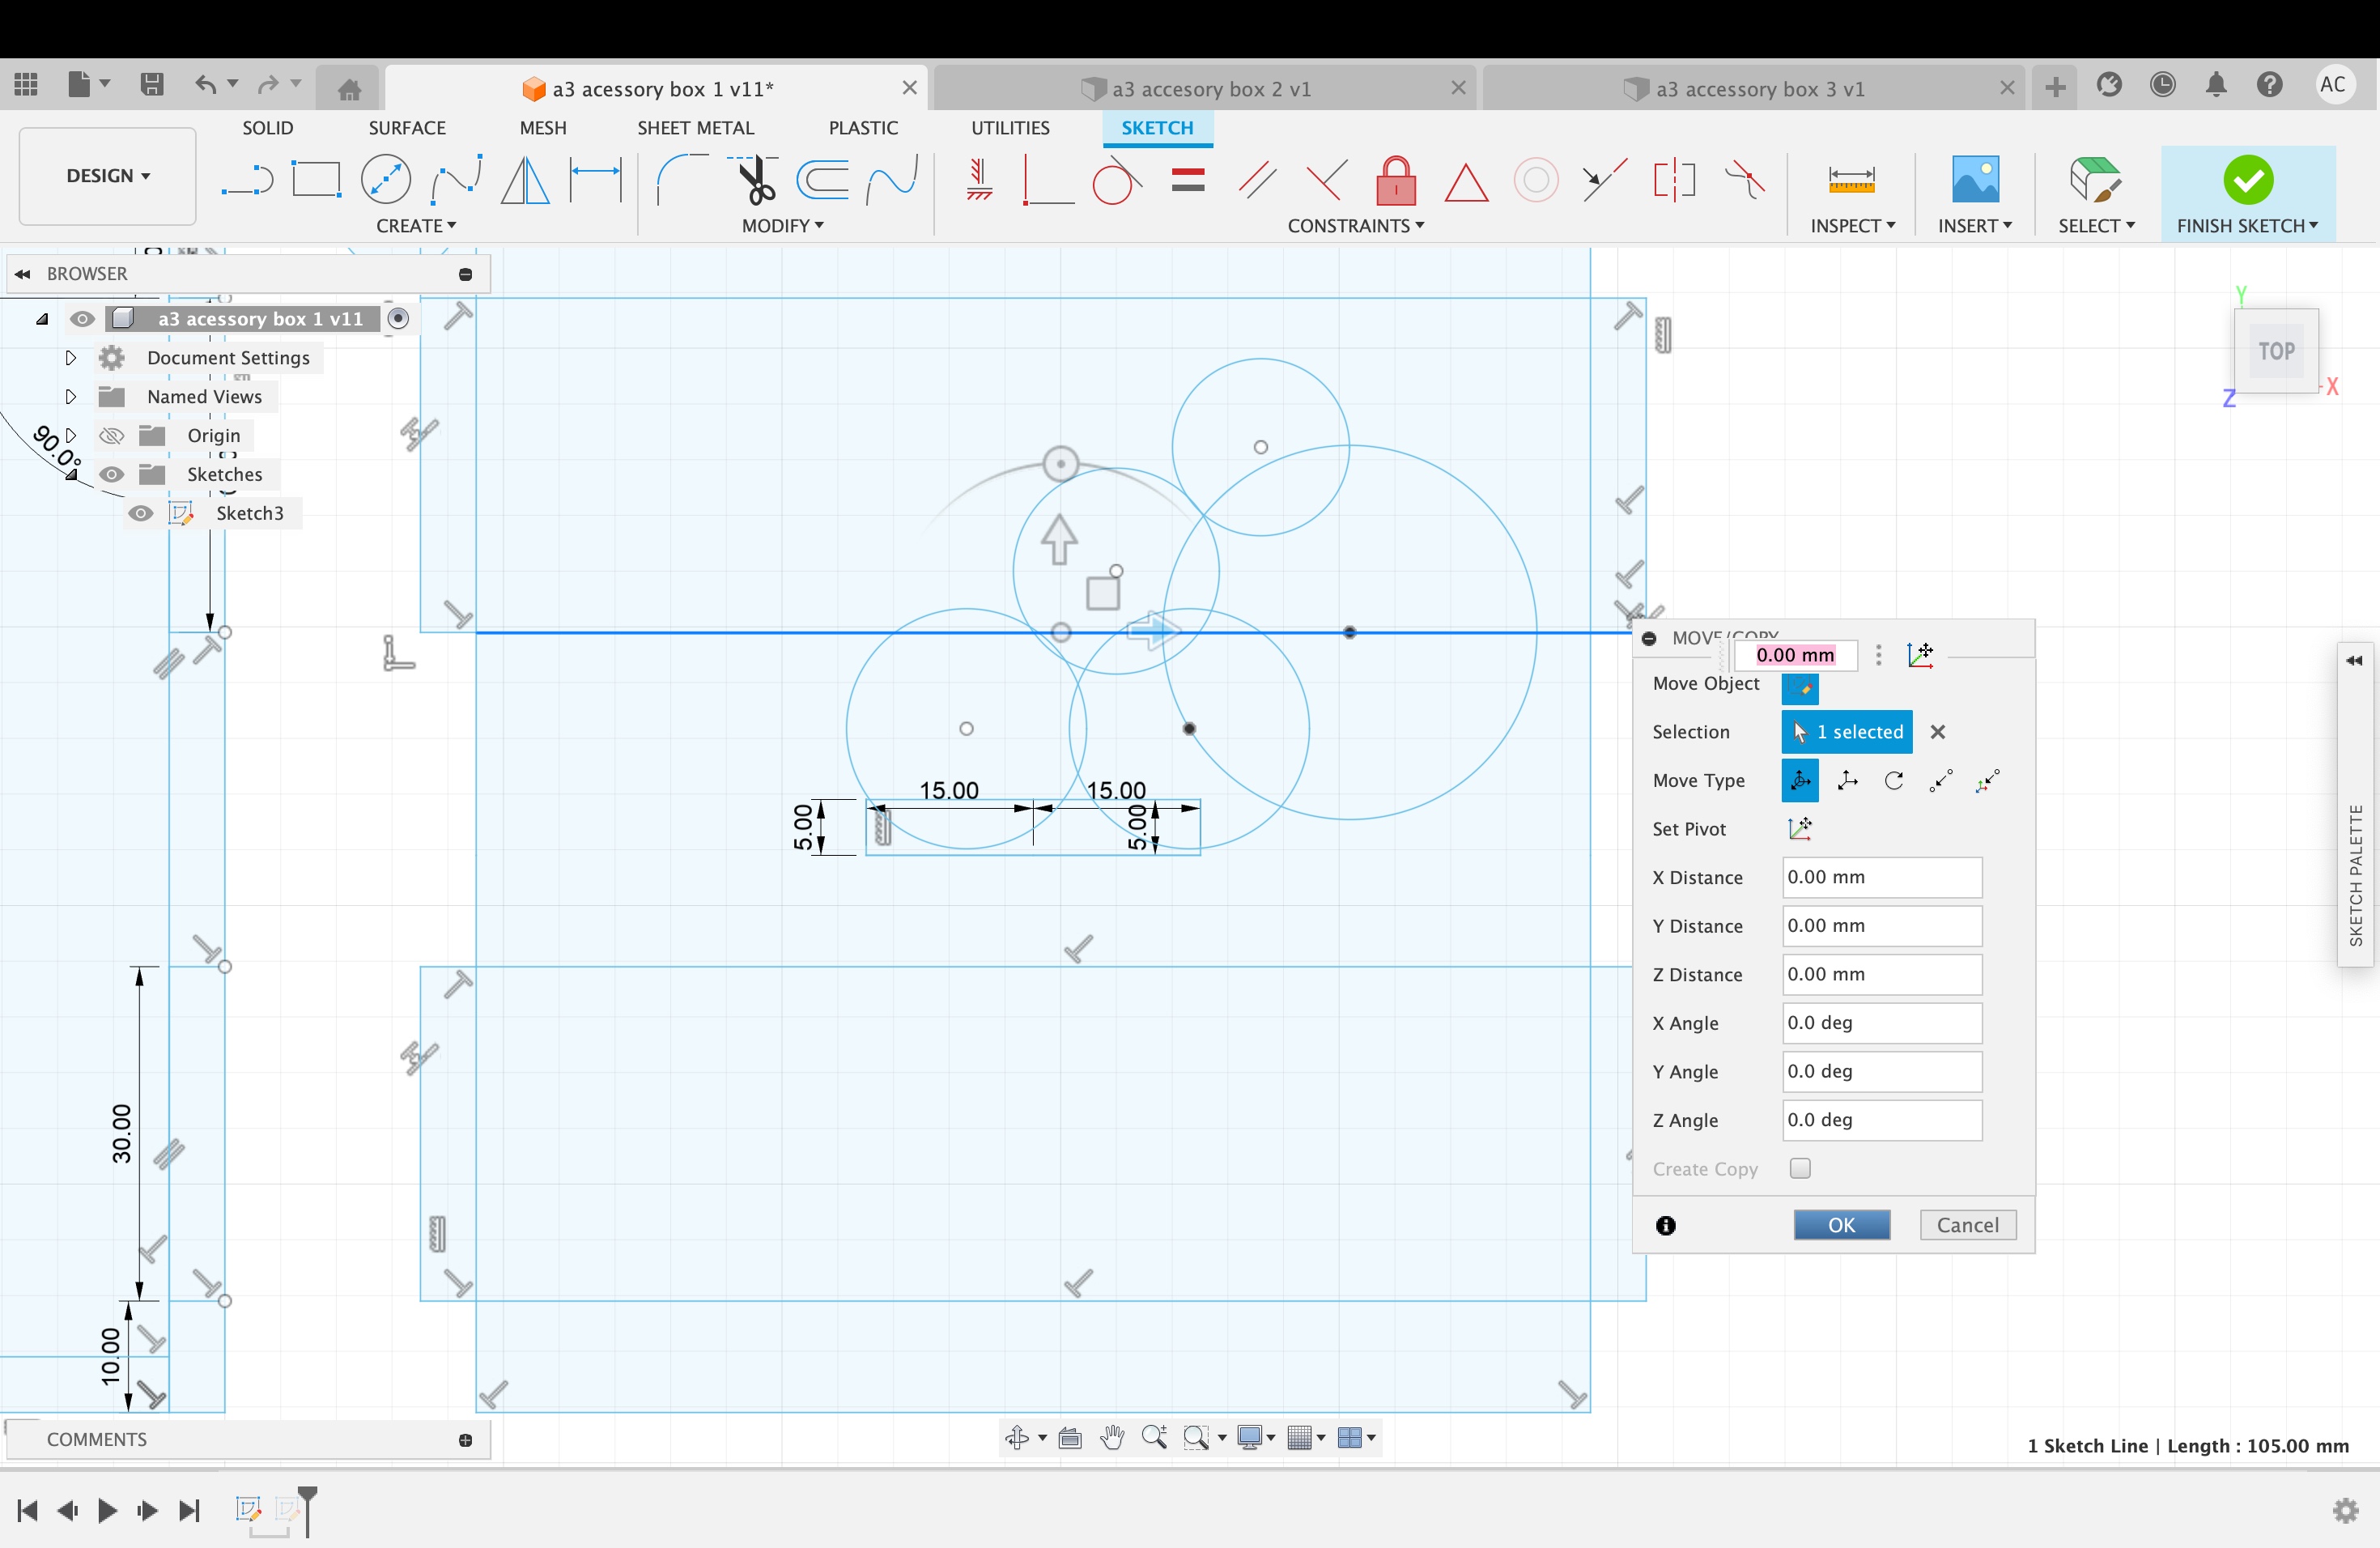 a3 acessory box 1 v11*
a3 accesory box 2 v1
a3 accessory box 3 v1
AC
SOLID
SURFACE
MESH
SHEET METAL
PLASTIC
UTILITIES
SKETCH
DESIGN
CREATE
MODIFY
CONSTRAINTS
INSPECT
INSERT
SELECT
FINISH SKETCH
BROWSER
a3 acessory box 1 v11
Document Settings
Named Views
Origin
Sketches
Sketch3
90.0°
Y
TOP
X
Z
MOVE/COPY
0.00 mm
Move Object
Selection
1 selected
Move Type
Set Pivot
X Distance
0.00 mm
Y Distance
0.00 mm
Z Distance
0.00 mm
X Angle
0.0 deg
Y Angle
0.0 deg
Z Angle
0.0 deg
Create Copy
OK
Cancel
SKETCH PALETTE
15.00
15.00
5.00
5.00
30.00
10.00
COMMENTS
1 Sketch Line | Length : 105.00 mm